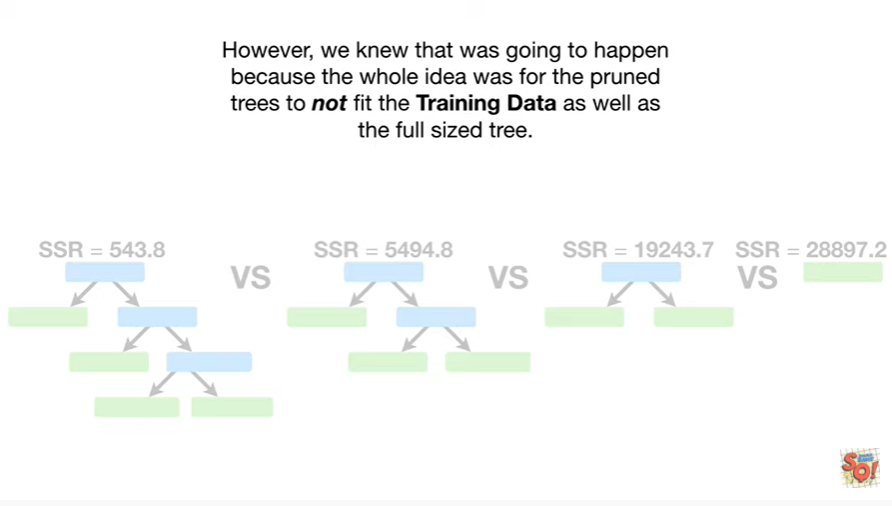 However, we knew that was going to happen
because the whole idea was for the pruned
trees to not fit the Training Data as well as
the full sized tree.
SSR = 543.8
VS
SSR = 5494.8
VS
SSR = 19243.7
VS
SSR = 28897.2
SQ!